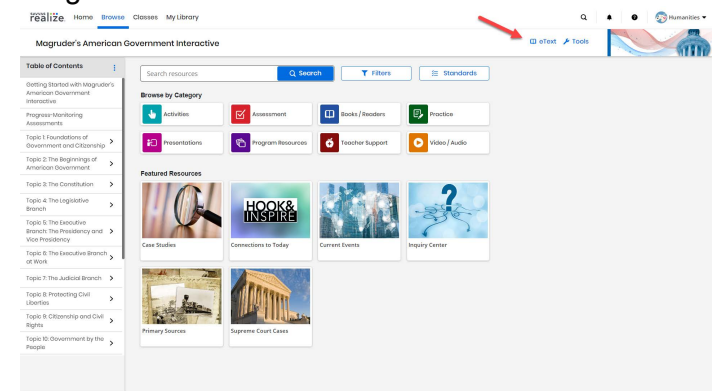 realize. Home Browse Classes My Library
Humanities
Magruder's American Government Interactive
eText Tools
Table of Contents
Getting Started with Magruder's
American Government
Interactive
Progress-Monitoring
Assessments
Topic 1: Foundations of
Government and Citizenship
Topic 2: The Beginnings of
American Government
Topic 3: The Constitution
Topic 4: The Legislative
Branch
Topic 5: The Executive
Branch: The Presidency and
Vice Presidency
Topic 6: The Executive Branch
at Work
Topic 7: The Judicial Branch
Topic 8: Protecting Civil
Liberties
Topic 9: Citizenship and Civil
Rights
Topic 10: Government by the
People
Search resources Search Filters Standards
Browse by Category
Activities Assessment Books / Readers Practice
Presentations Program Resources Teacher Support Video / Audio
Featured Resources
HOOK&
INSPIRE
Case Studies Connections to Today Current Events Inquiry Center
Primary Sources Supreme Court Cases